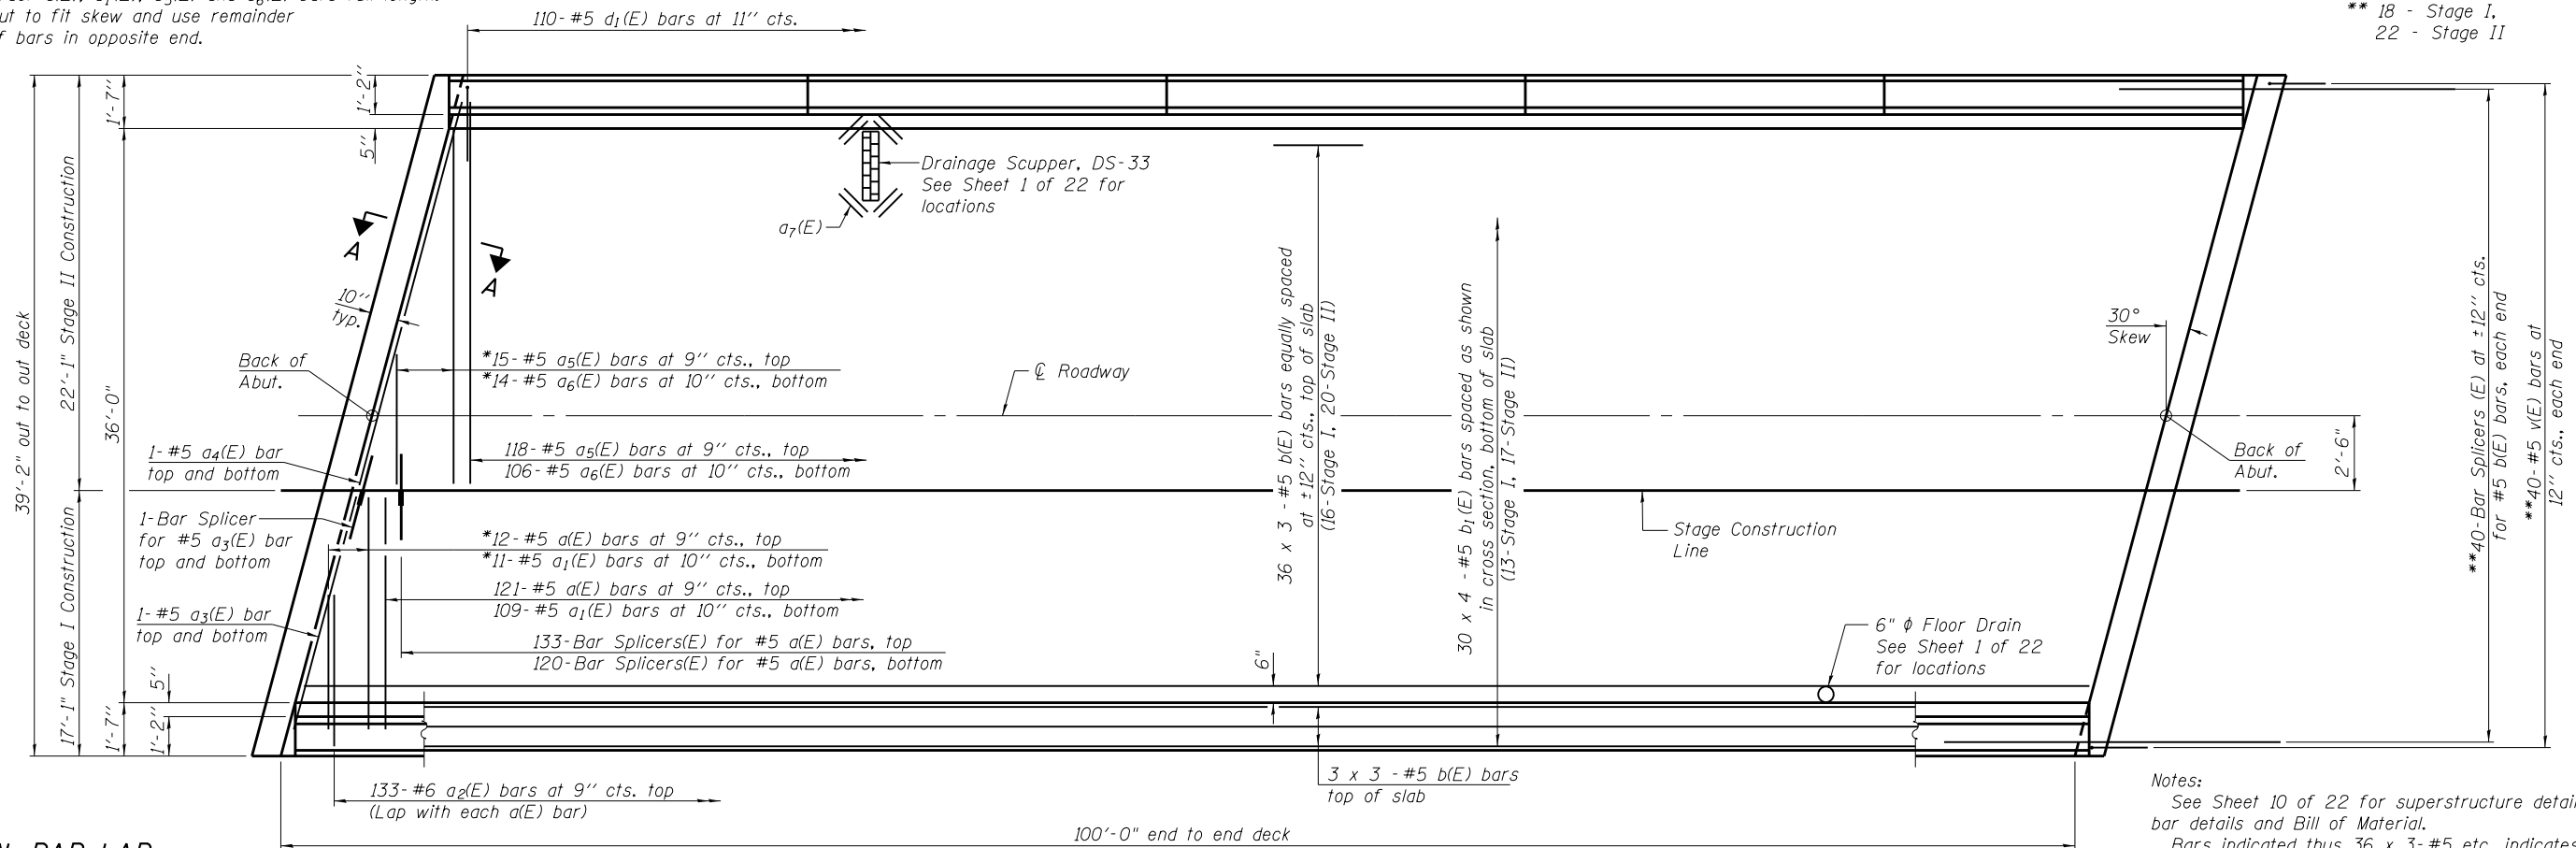 cut to fit skew and use remainder
of bars in opposite end.
110-#5 d1(E) bars at 11'' cts.
** 18 - Stage I,
22 - Stage II
39'-2" out to out deck
22'-1" Stage II Construction
17'-1" Stage I Construction
1'-7''
36'-0"
1'-7''
1'-2''
5''
5''
1'-2''
Drainage Scupper, DS-33
See Sheet 1 of 22 for
locations
a7(E)
A
A
10''
typ.
Back of
Abut.
*15-#5 a5(E) bars at 9'' cts., top
*14-#5 a6(E) bars at 10'' cts., bottom
℄ Roadway
1-#5 a4(E) bar
top and bottom
118-#5 a5(E) bars at 9'' cts., top
106-#5 a6(E) bars at 10'' cts., bottom
1-Bar Splicer
for #5 a3(E) bar
top and bottom
*12-#5 a(E) bars at 9'' cts., top
*11-#5 a1(E) bars at 10'' cts., bottom
121-#5 a(E) bars at 9'' cts., top
109-#5 a1(E) bars at 10'' cts., bottom
1-#5 a3(E) bar
top and bottom
133-Bar Splicers(E) for #5 a(E) bars, top
120-Bar Splicers(E) for #5 a(E) bars, bottom
133-#6 a2(E) bars at 9'' cts. top
(Lap with each a(E) bar)
36 x 3 - #5 b(E) bars equally spaced
at ±12'' cts., top of slab
(16-Stage I, 20-Stage II)
30 x 4 - #5 b1(E) bars spaced as shown
in cross section, bottom of slab
(13-Stage I, 17-Stage II)
6"
Stage Construction
Line
3 x 3 - #5 b(E) bars
top of slab
6" ϕ Floor Drain
See Sheet 1 of 22
for locations
30°
Skew
Back of
Abut.
2'-6"
**40-Bar Splicers (E) at ±12'' cts.
for #5 b(E) bars, each end
**40-#5 v(E) bars at
12'' cts., each end
100'-0" end to end deck
Notes:
See Sheet 10 of 22 for superstructure
bar details and Bill of Material.
Bars indicated thus 36 x 3-#5 etc. indicates
BAR LAP